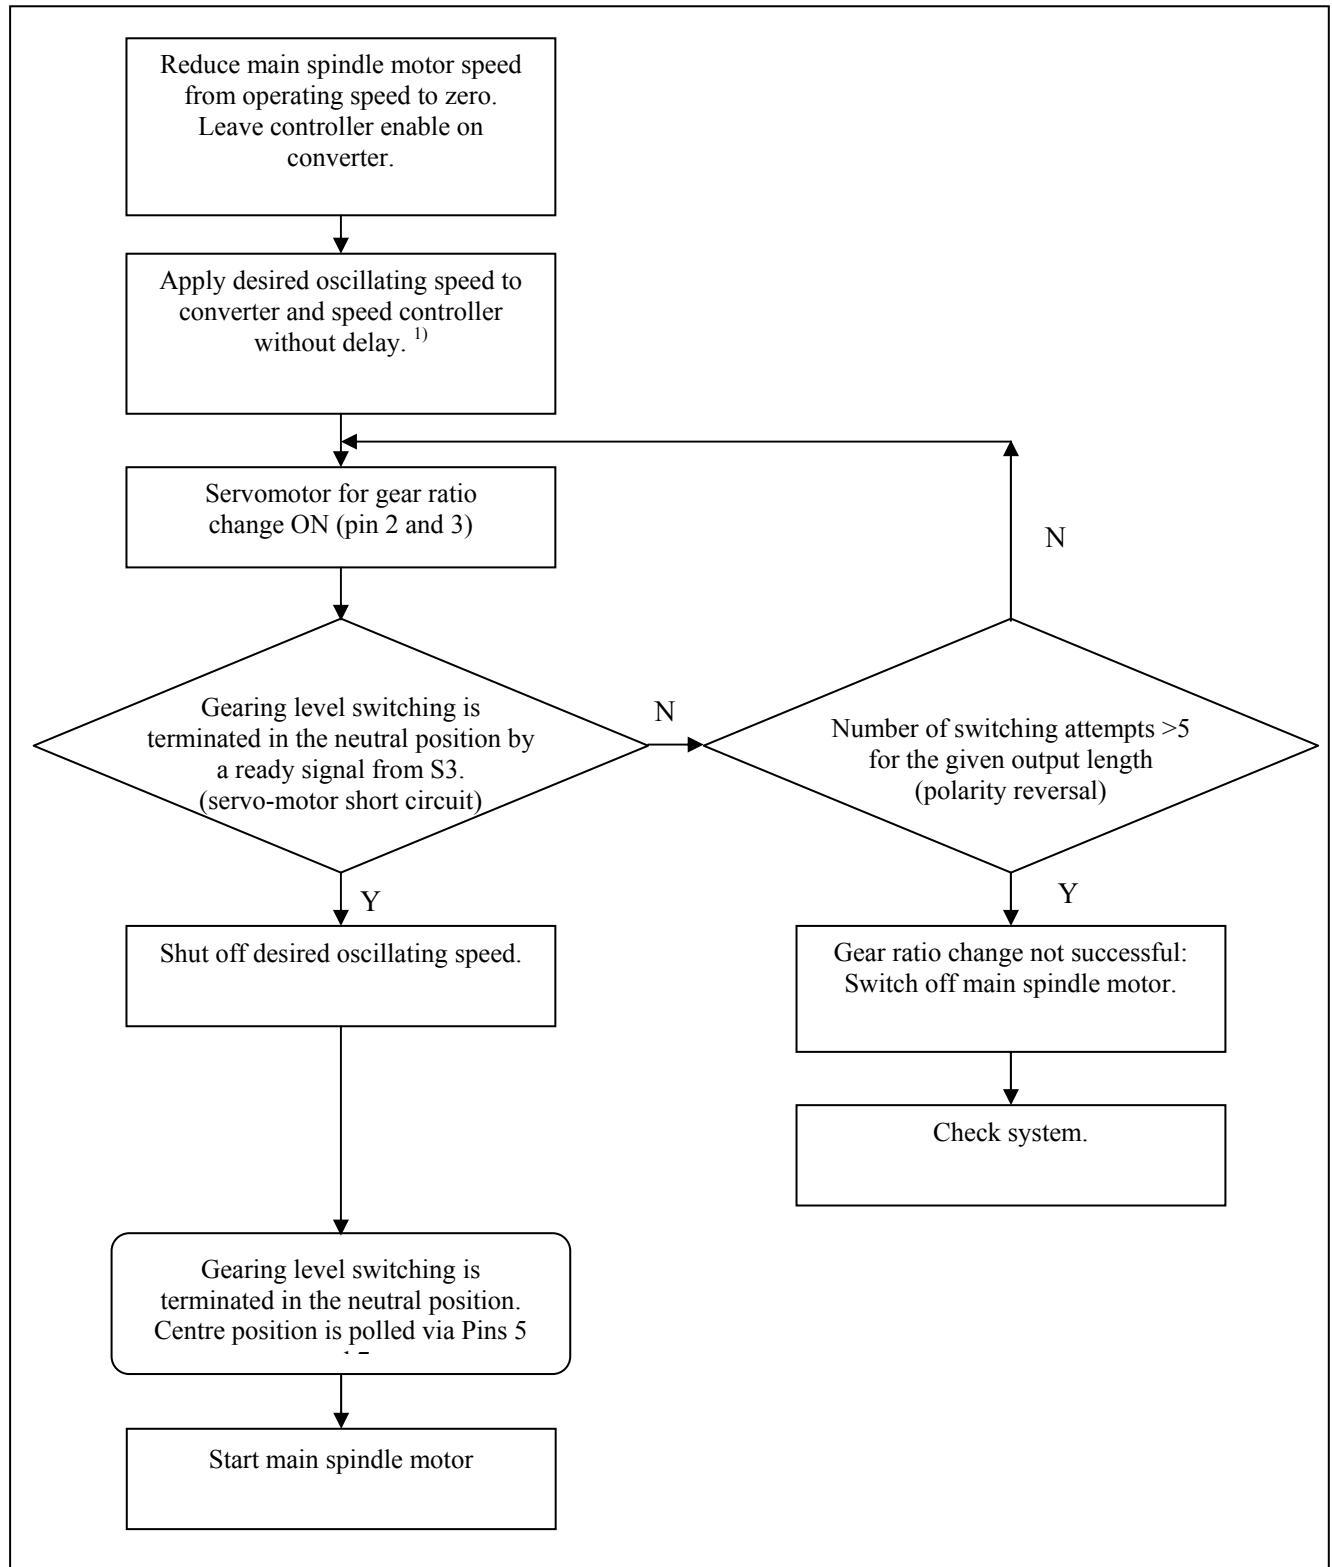 Reduce main spindle motor speed
from operating speed to zero.
Leave controller enable on
converter.
Apply desired oscillating speed to
converter and speed controller
without delay. 1)
Servomotor for gear ratio
change ON (pin 2 and 3)
N
Gearing level switching is
terminated in the neutral position by
a ready signal from S3.
(servo-motor short circuit)
N
Number of switching attempts >5
for the given output length
(polarity reversal)
Y
Y
Shut off desired oscillating speed.
Gear ratio change not successful:
Switch off main spindle motor.
Check system.
Gearing level switching is
terminated in the neutral position.
Centre position is polled via Pins 5
Start main spindle motor